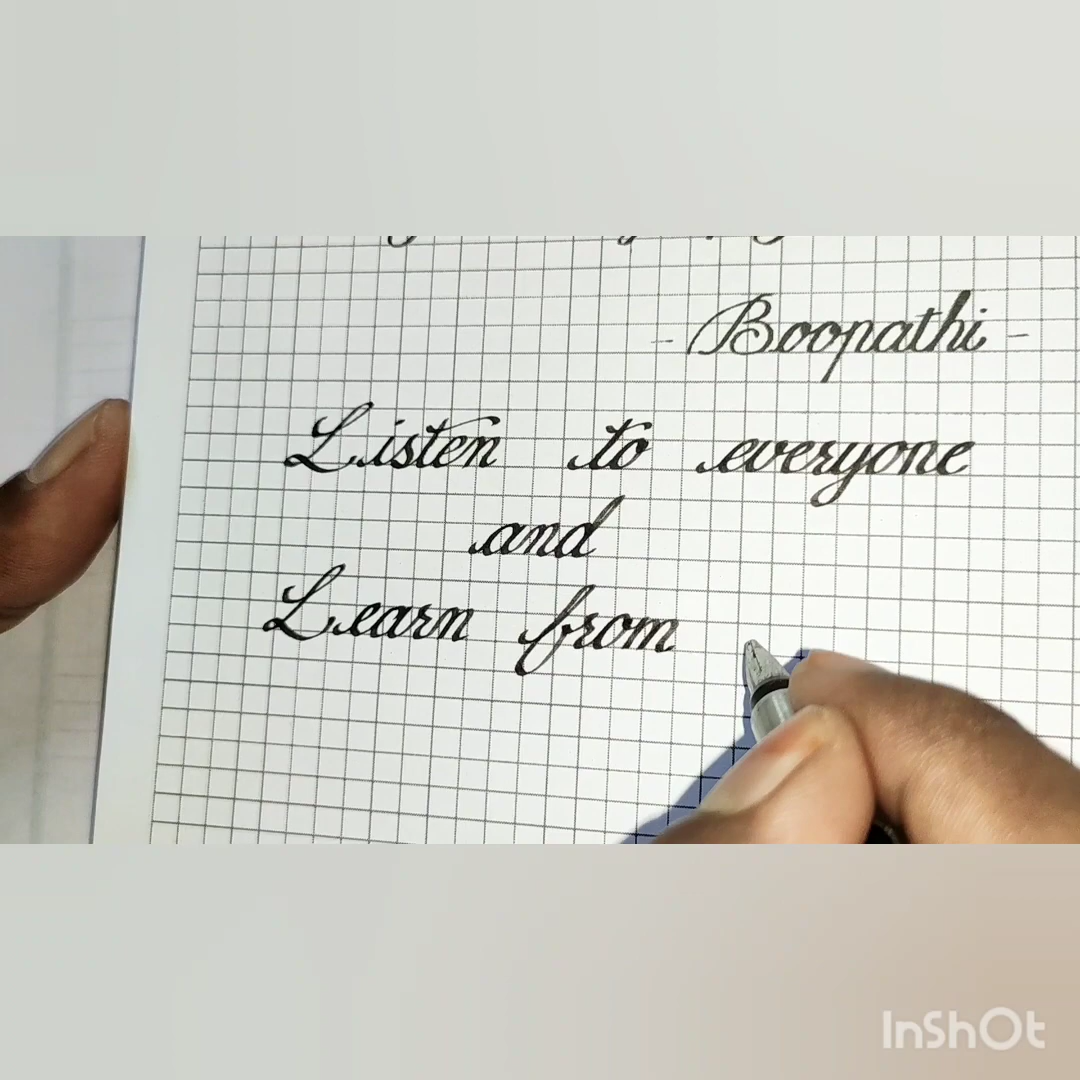 - Boopathi -
Listen to everyone
and
Learn from
InShOt